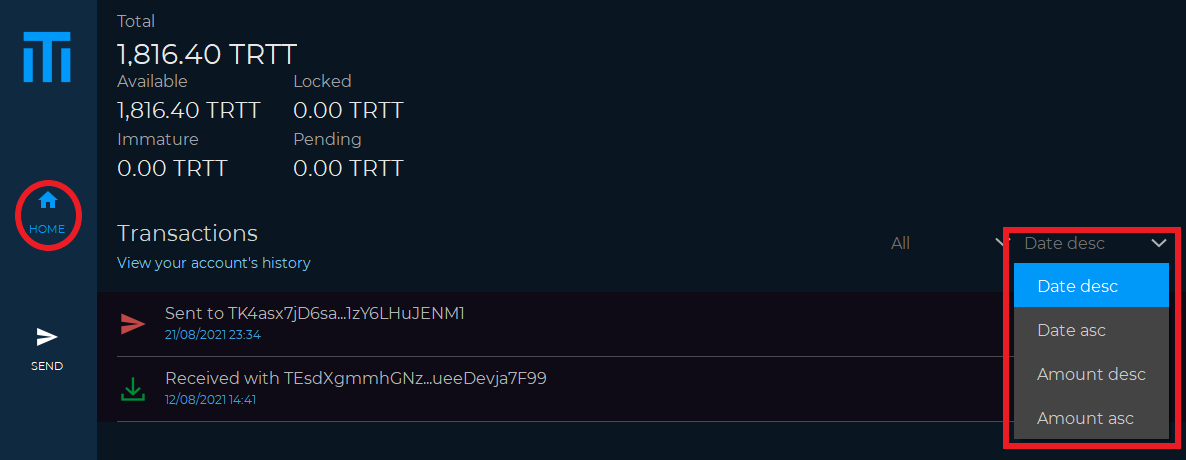 Total
1,816.40 TRTT
Available Locked
1,816.40 TRTT 0.00 TRTT
Immature Pending
0.00 TRTT 0.00 TRTT
HOME
Transactions
All Date desc
View your account's history
Date desc
Sent to TK4asx7jD6sa...1zY6LHuJENM1
21/08/2021 23:34
Date asc
SEND
Received with TEsdXgmmhGNz...ueeDevja7F99
12/08/2021 14:41
Amount desc
Amount asc